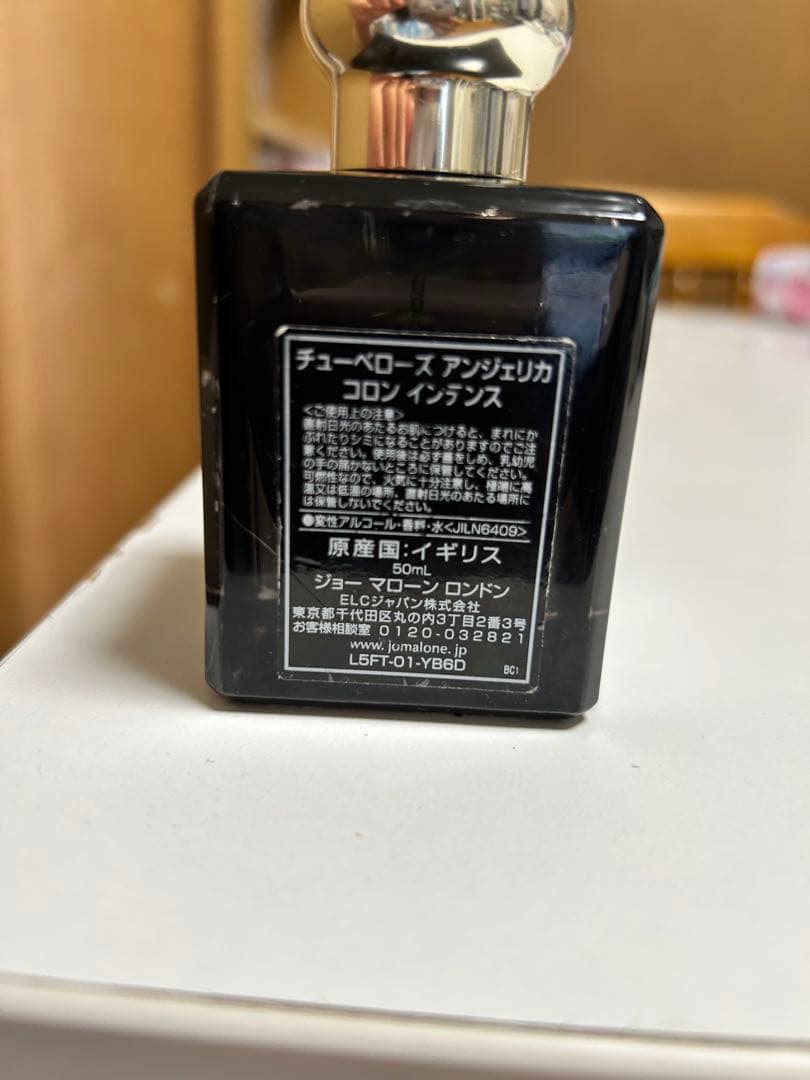 チューベローズ アンジェリカ
コロン インテンス
<ご使用上の注意>
直射日光のあたるお肌につけると、まれにか
ぶれたりシミになることがありますのでご注
意ください。使用後は必ず蓋をしめ、乳幼児
の手の届かないところに保管してください。
可燃性なので、火気に十分注意し、極端に高
温又は低温の場所、直射日光のあたる場所に
は保管しないでください。
●変性アルコール・香料・水<JILN6409>
原産国:イギリス
50mL
ジョー マローン ロンドン
ELCジャパン株式会社
東京都千代田区丸の内3丁目2番3号
お客様相談室 0120-032821
www.jomalone.jp
L5FT-01-YB6D
BC1